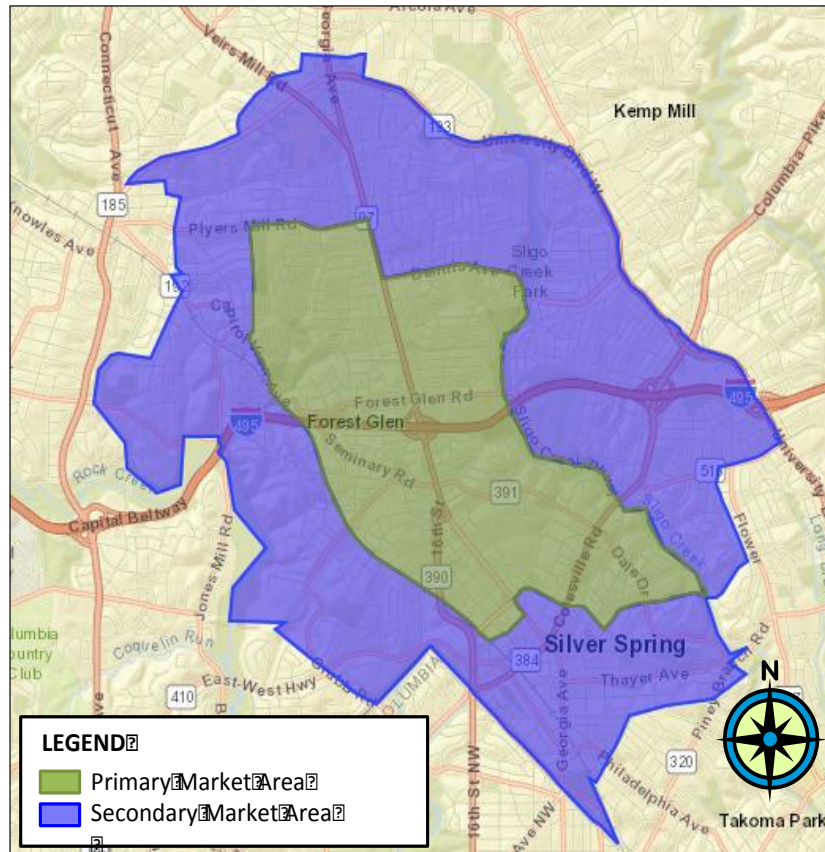 Arcola Ave
Georgia Ave
Veirs Mill Rd
Connecticut Ave
Kemp Mill
193
University Blvd W
Columbia Pike
185
Knowles Ave
Plyers Mill Rd
97
Dennis Ave
Sligo
Creek
Park
192
Capitol View Ave
Forest Glen Rd
495
Forest Glen
495
Sligo Creek Pkwy
Seminary Rd
Rock Creek
516
University B
391
Capital Beltway
Sligo Creek
Flower
Long Br
16th St
Jones Mill Rd
Colesville Rd
Dale Dr
390
lumbia
ountry
Club
Coquelin Run
Silver Spring
384
Piney Branch Rd
East-West Hwy
Grubb Rd
OLUMBIA
Thayer Ave
N
410
Georgia Ave
320
Philadelphia Ave
16th St NW
Ave NW
Takoma Park
LEGEND
Primary Market Area
Secondary Market Area